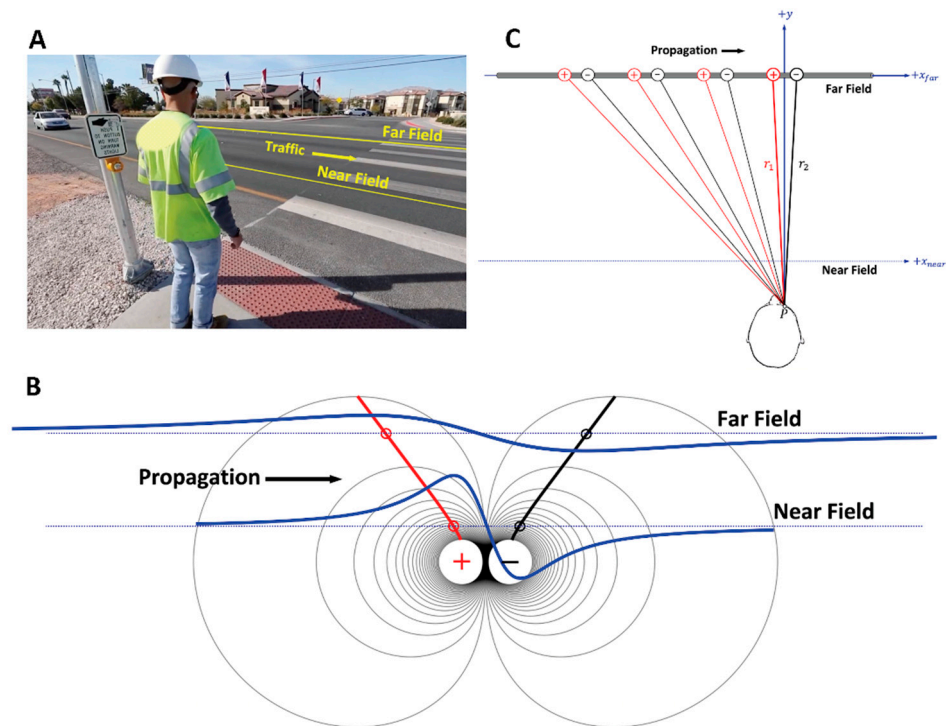 A
Far Field
Traffic
Near Field
C
+y
Propagation
+x_far
Far Field
r_1
r_2
Near Field
+x_near
P
B
Far Field
Propagation
Near Field
+
−